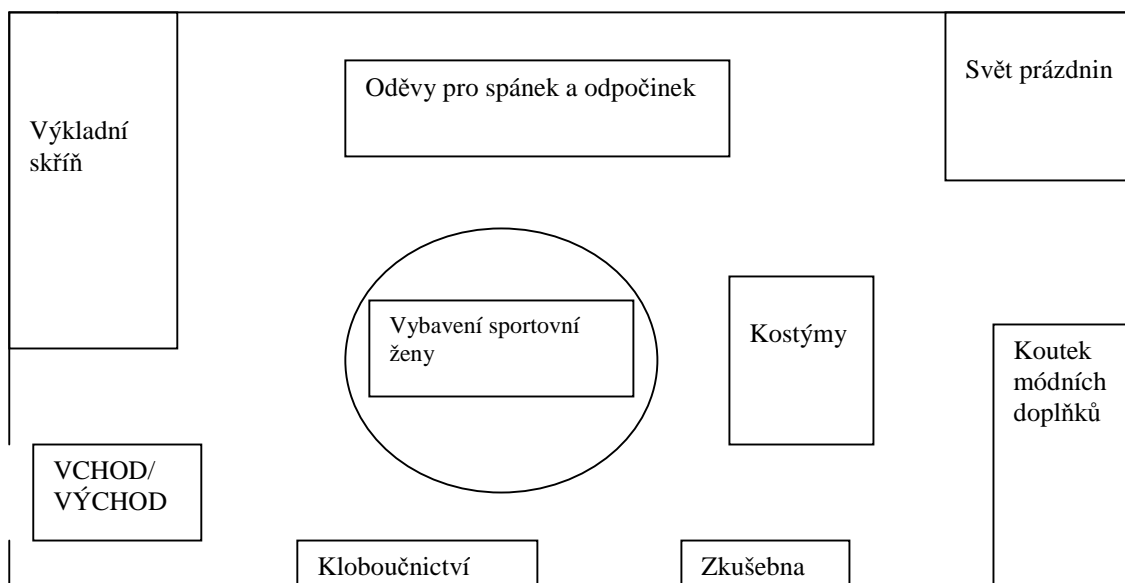 Oděvy pro spánek a odpočinek
Svět prázdnin
Výkladní
skříň
Vybavení sportovní
ženy
Kostýmy
Koutek
módních
doplňků
VCHOD/
VÝCHOD
Kloboučnictví
Zkušebna